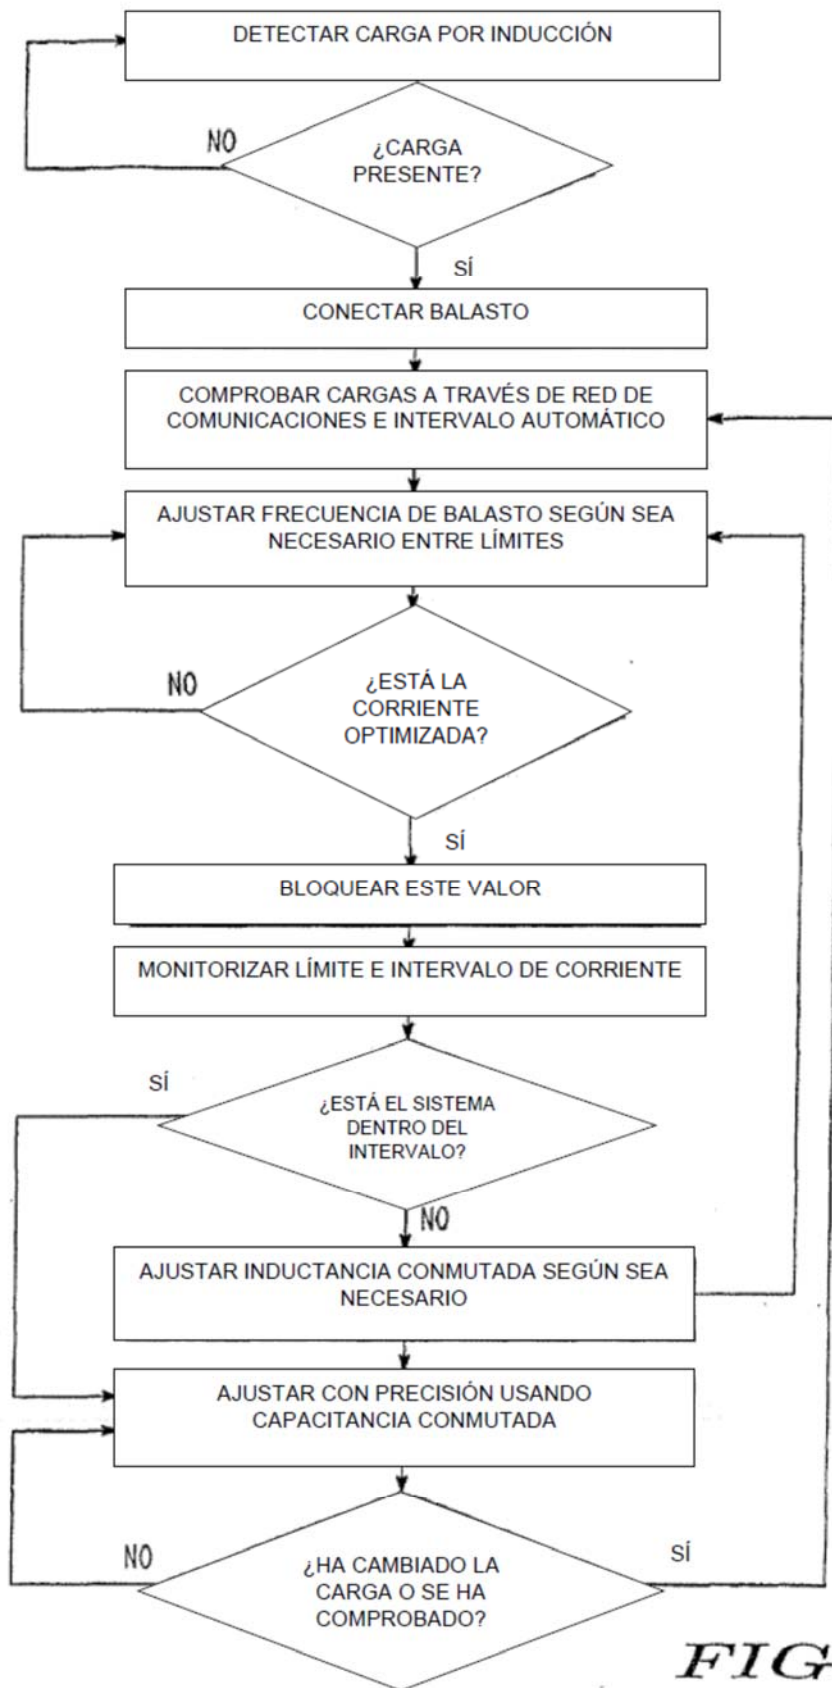 DETECTAR CARGA POR INDUCCIÓN
NO
¿CARGA
PRESENTE?
SÍ
CONECTAR BALASTO
COMPROBAR CARGAS A TRAVÉS DE RED DE
COMUNICACIONES E INTERVALO AUTOMÁTICO
AJUSTAR FRECUENCIA DE BALASTO SEGÚN SEA
NECESARIO ENTRE LÍMITES
NO
¿ESTÁ LA
CORRIENTE
OPTIMIZADA?
SÍ
BLOQUEAR ESTE VALOR
MONITORIZAR LÍMITE E INTERVALO DE CORRIENTE
SÍ
¿ESTÁ EL SISTEMA
DENTRO DEL
INTERVALO?
NO
AJUSTAR INDUCTANCIA CONMUTADA SEGÚN SEA
NECESARIO
AJUSTAR CON PRECISIÓN USANDO
CAPACITANCIA CONMUTADA
NO
¿HA CAMBIADO LA
CARGA O SE HA
COMPROBADO?
SÍ
FIG